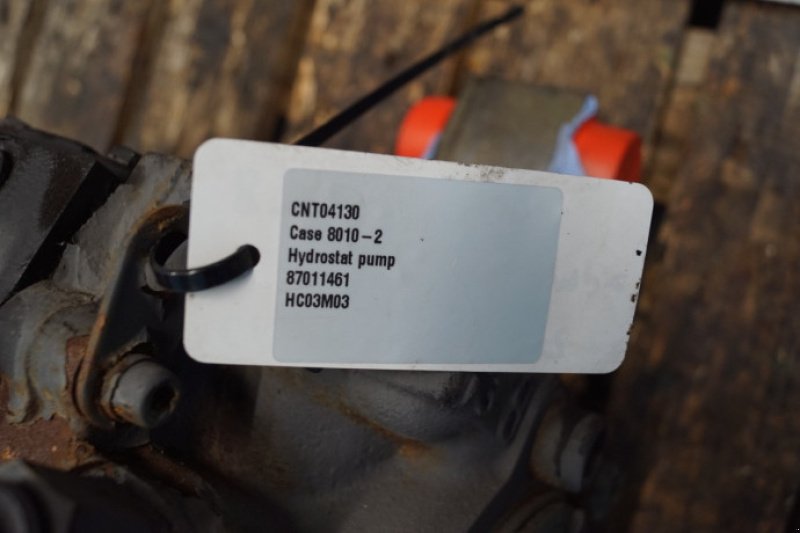 CNT04130
Case 8010-2
Hydrostat pump
87011461
HC03M03